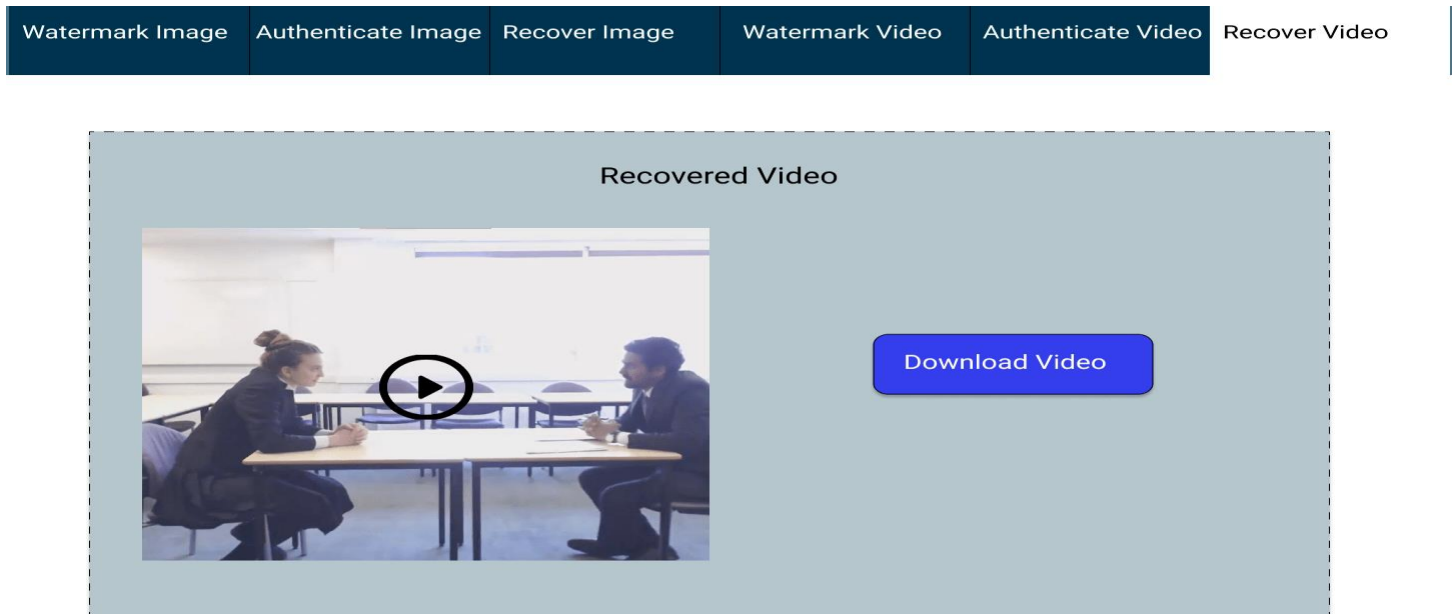 Watermark Image Authenticate Image Recover Image Watermark Video Authenticate Video Recover Video
Recovered Video
Download Video